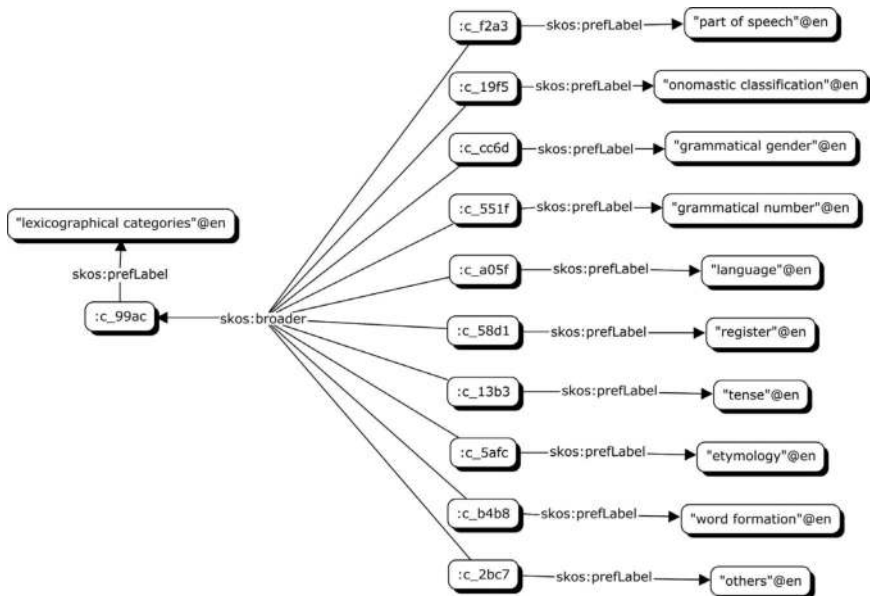 :c_f2a3 skos:prefLabel "part of speech"@en
:c_19f5 skos:prefLabel "onomastic classification"@en
:c_cc6d skos:prefLabel "grammatical gender"@en
:c_551f skos:prefLabel "grammatical number"@en
"lexicographical categories"@en
skos:prefLabel
:c_a05f skos:prefLabel "language"@en
:c_99ac skos:broader
:c_58d1 skos:prefLabel "register"@en
:c_13b3 skos:prefLabel "tense"@en
:c_5afc skos:prefLabel "etymology"@en
:c_b4b8 skos:prefLabel "word formation"@en
:c_2bc7 skos:prefLabel "others"@en